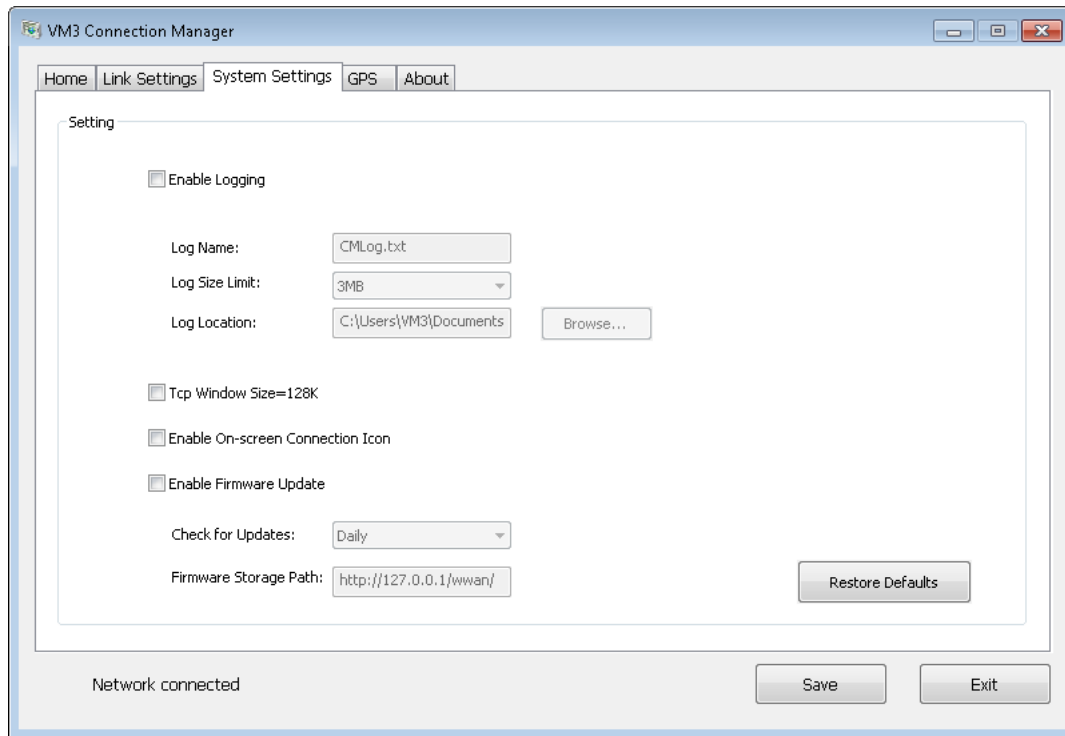 VM3 Connection Manager
Home Link Settings System Settings GPS About
Setting
Enable Logging
Log Name: CMLog.txt
Log Size Limit: 3MB
Log Location: C:\Users\VM3\Documents Browse...
Tcp Window Size=128K
Enable On-screen Connection Icon
Enable Firmware Update
Check for Updates: Daily
Firmware Storage Path: http://127.0.0.1/wwan/
Restore Defaults
Network connected Save Exit